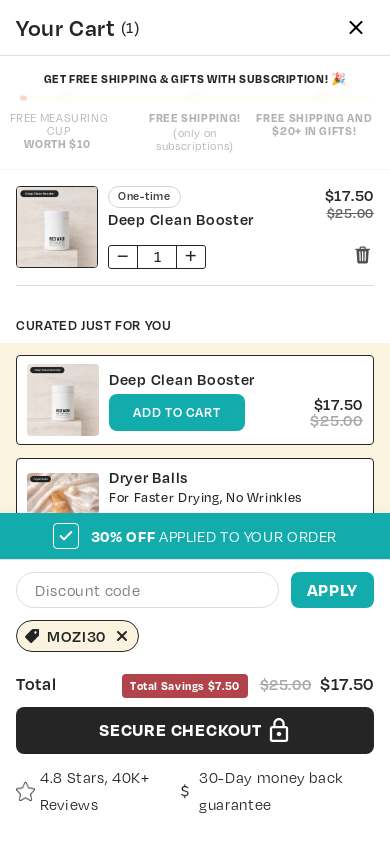 Your Cart (1)
GET FREE SHIPPING & GIFTS WITH SUBSCRIPTION! 🎉
FREE MEASURING
CUP
WORTH $10
FREE SHIPPING!
(only on
subscriptions)
FREE SHIPPING AND
$20+ IN GIFTS!
One-time
Deep Clean Booster
1
$17.50
$25.00
CURATED JUST FOR YOU
Deep Clean Booster
ADD TO CART
$17.50
$25.00
Dryer Balls
For Faster Drying, No Wrinkles
30% OFF APPLIED TO YOUR ORDER
Discount code
APPLY
MOZI30
Total
Total Savings $7.50
$25.00 $17.50
SECURE CHECKOUT
4.8 Stars, 40K+
Reviews
$
30-Day money back
guarantee